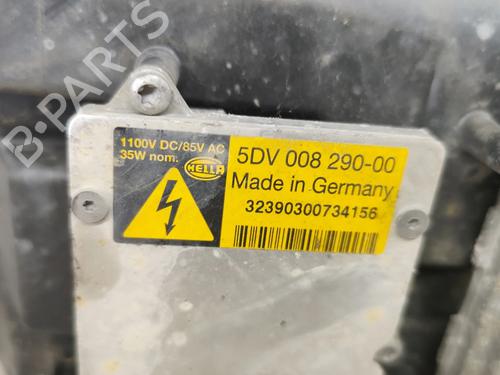 B-PARTS
1100V DC/85V AC
35W nom.
HELLA
5DV 008 290-00
Made in Germany
32390300734156